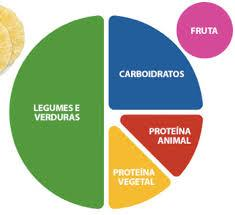 FRUTA
CARBOIDRATOS
LEGUMES E
VERDURAS
PROTEÍNA
ANIMAL
PROTEÍNA
VEGETAL